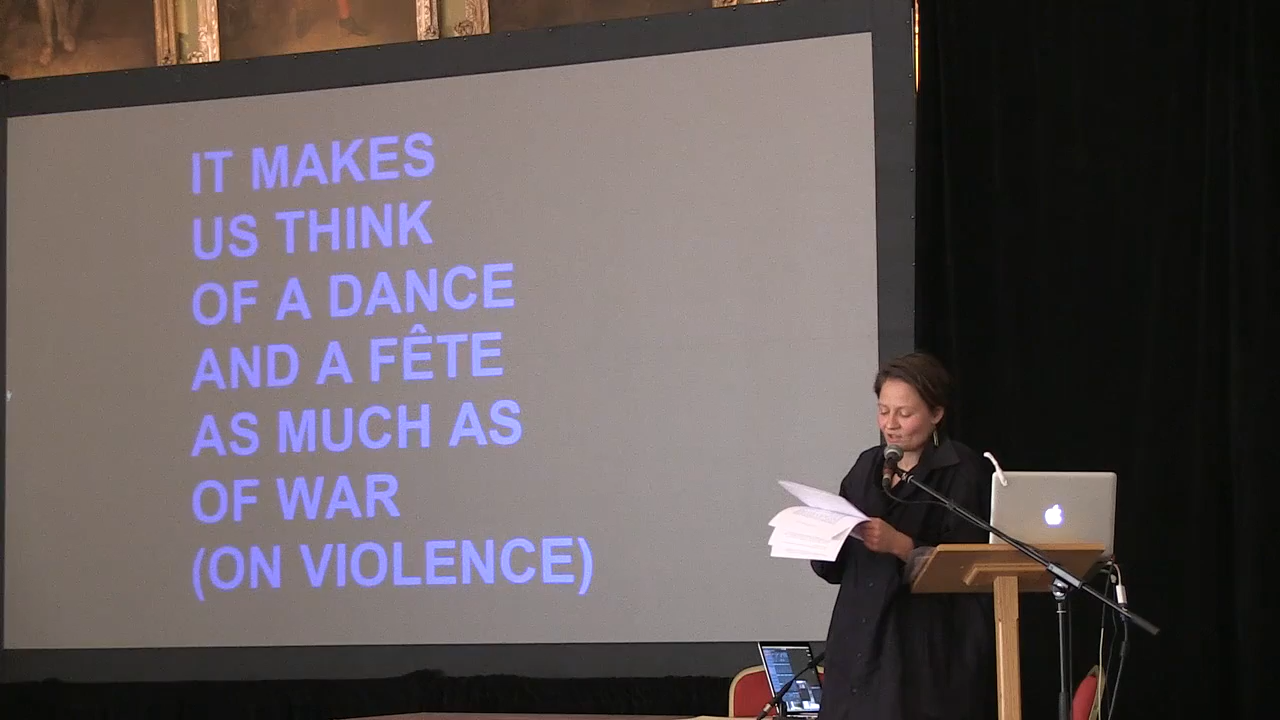 IT MAKES
US THINK
OF A DANCE
AND A FÊTE
AS MUCH AS
OF WAR
(ON VIOLENCE)